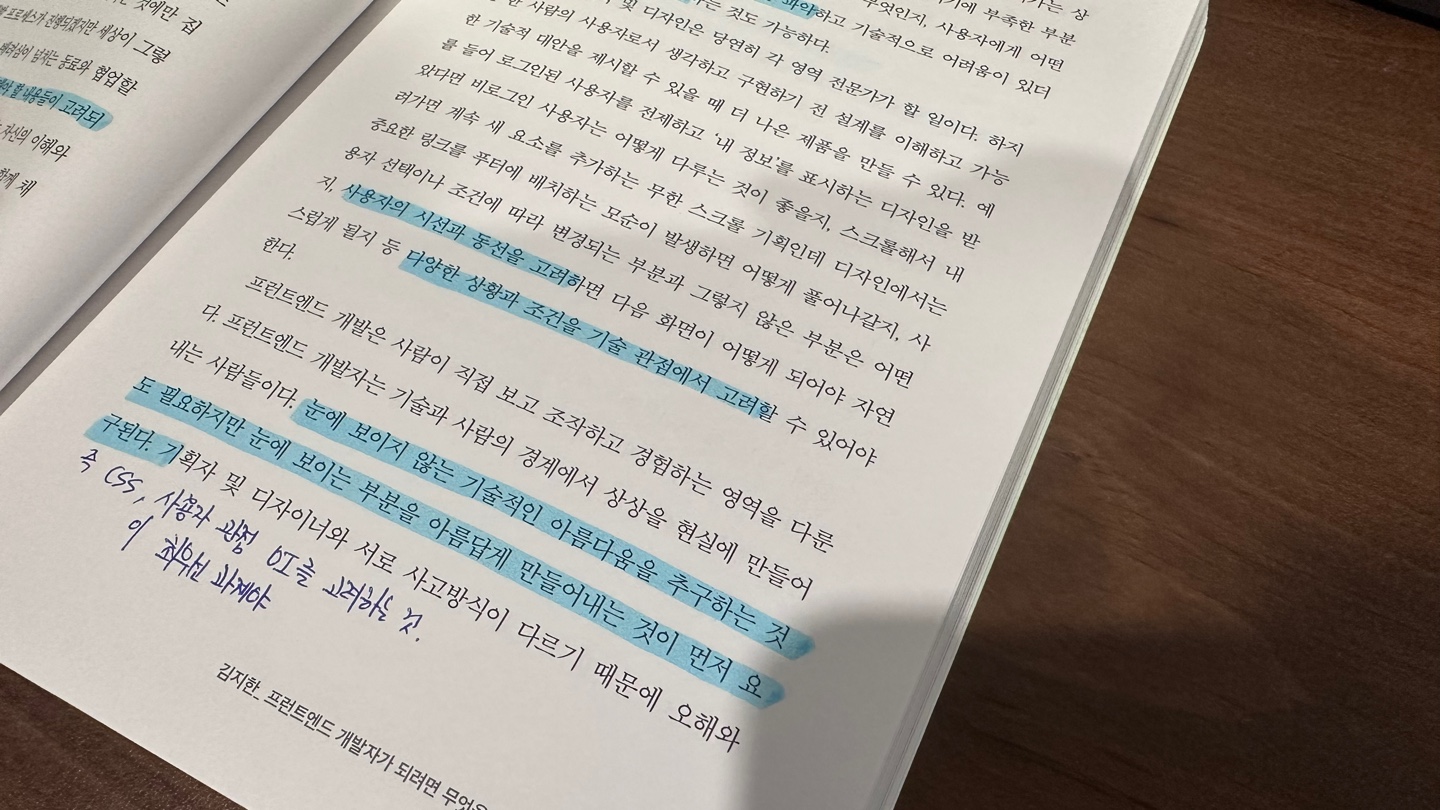 것에만 집
프로세스가 진행되겠지만 세상이 그렇
배려심이 넘치는 동료와 협업할
할 내용들이 고려되
자신의 이해와
함께 체
가는 상
기에 부족한 부분
무엇인지, 사용자에게 어떤
파악하고 기술적으로 어려움이 있더
는 것도 가능하다.
및 디자인은 당연히 각 영역 전문가가 할 일이다. 하지
한 사람의 사용자로서 생각하고 구현하기 전 설계를 이해하고 가능
한 기술적 대안을 제시할 수 있을 때 더 나은 제품을 만들 수 있다. 예
를 들어 로그인된 사용자를 전제하고 ‘내 정보’를 표시하는 디자인을 반
있다면 비로그인 사용자는 어떻게 다루는 것이 좋을지, 스크롤해서 내
려가면 계속 새 요소를 추가하는 무한 스크롤 기획인데 디자인에서는
중요한 링크를 푸터에 배치하는 모순이 발생하면 어떻게 풀어나갈지, 사
용자 선택이나 조건에 따라 변경되는 부분과 그렇지 않은 부분은 어떤
지, 사용자의 시선과 동선을 고려하면 다음 화면이 어떻게 되어야 자연
스럽게 될지 등 다양한 상황과 조건을 기술 관점에서 고려할 수 있어야
한다.
프런트엔드 개발은 사람이 직접 보고 조작하고 경험하는 영역을 다룬
다. 프런트엔드 개발자는 기술과 사람의 경계에서 상상을 현실에 만들어
내는 사람들이다. 눈에 보이지 않는 기술적인 아름다움을 추구하는 것
도 필요하지만 눈에 보이는 부분을 아름답게 만들어내는 것이 먼저 요
구된다. 기획자 및 디자이너와 서로 사고방식이 다르기 때문에 오해와
즉 CSS, 사용자 관점 UI를 고려하는 것.
이 최우선 과제야
김지한_ 프런트엔드 개발자가 되려면 무엇을